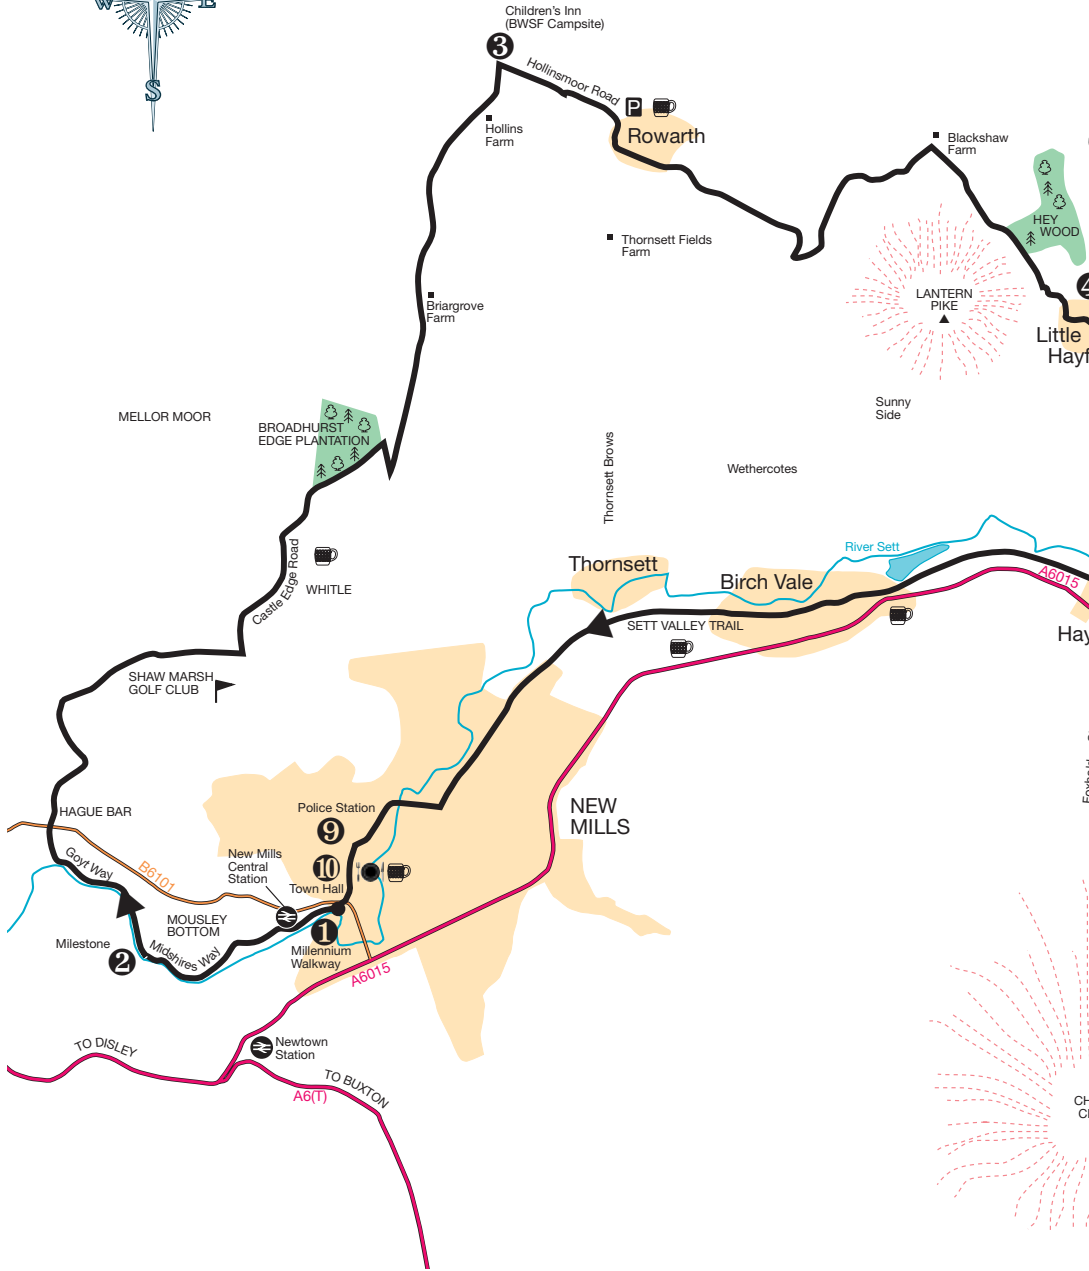 W
E
S
Children's Inn
(BWSF Campsite)
3
Hollinsmoor Road
P
Rowarth
Hollins
Farm
Blackshaw
Farm
HEY
WOOD
Thornsett Fields
Farm
LANTERN
PIKE
4
Little
Hayf
Briargrove
Farm
Sunny
Side
MELLOR MOOR
BROADHURST
EDGE PLANTATION
Thornsett Brows
Wethercotes
River Sett
Castle Edge Road
WHITLE
Thornsett
Birch Vale
A6015
SETT VALLEY TRAIL
Hay
SHAW MARSH
GOLF CLUB
HAGUE BAR
Police Station
9
NEW
MILLS
Goyt Way
B6101
New Mills
Central
Station
10
Town Hall
MOUSLEY
BOTTOM
1
Milestone
2
Midshires Way
Millennium
Walkway
A6015
TO DISLEY
Newtown
Station
TO BUXTON
A6(T)
CH